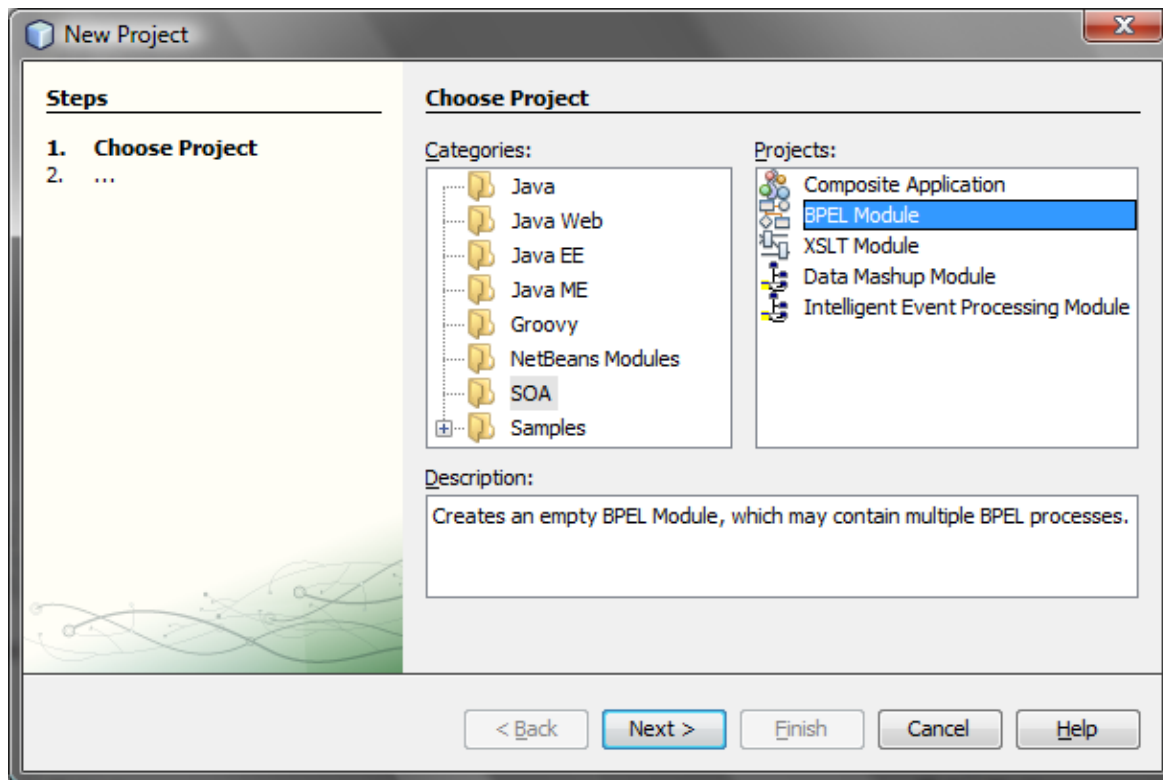 New Project
Steps
1. Choose Project
2. ...
Choose Project
Categories:
Java
Java Web
Java EE
Java ME
Groovy
NetBeans Modules
SOA
Samples
Projects:
Composite Application
BPEL Module
XSLT Module
Data Mashup Module
Intelligent Event Processing Module
Description:
Creates an empty BPEL Module, which may contain multiple BPEL processes.
< Back Next > Finish Cancel Help